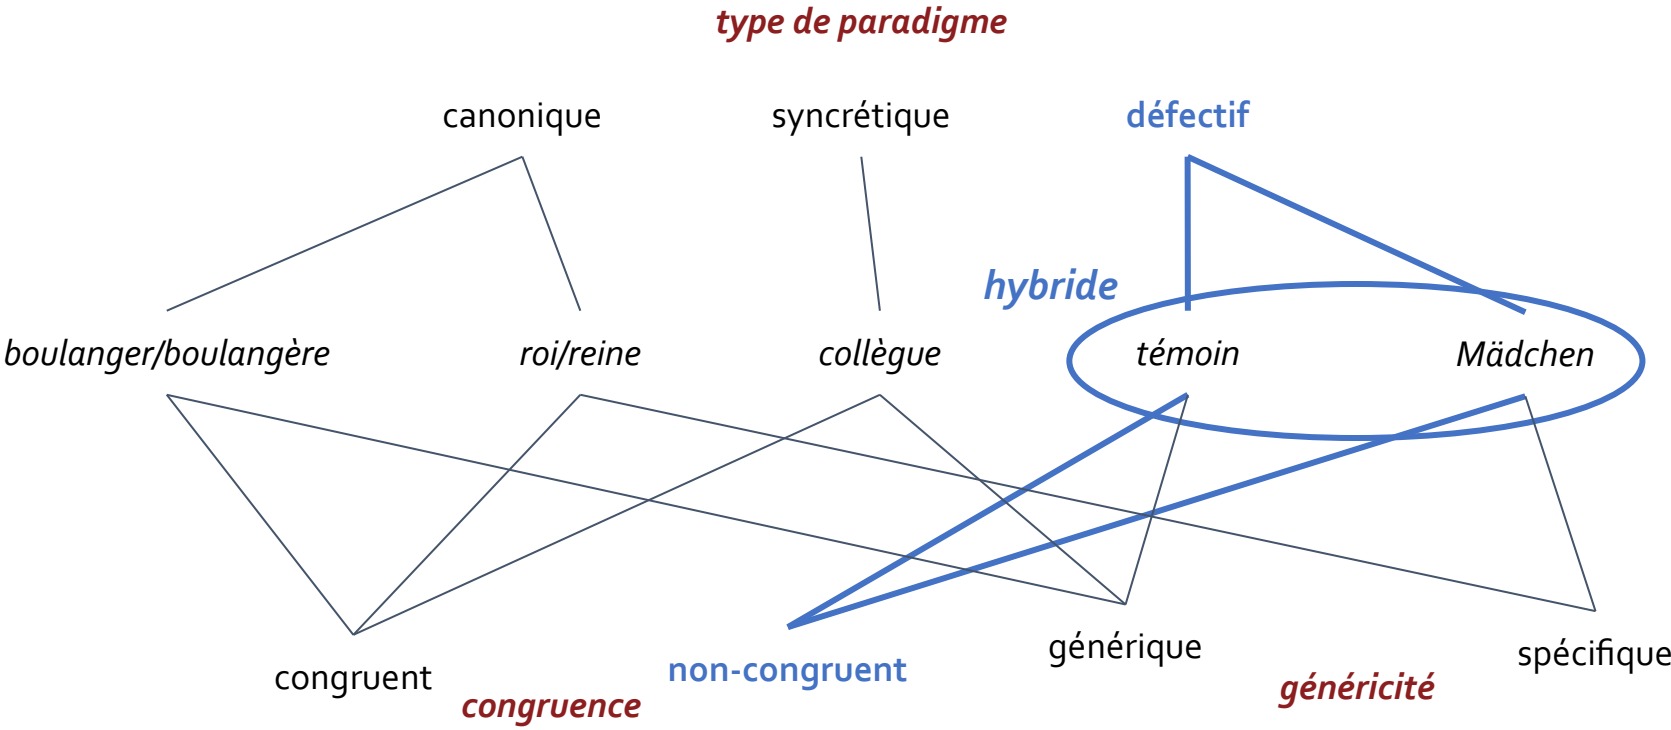 type de paradigme
canonique syncrétique défectif
hybride
boulanger/boulangère roi/reine collègue témoin Mädchen
congruent non-congruent générique spécifique
congruence généricité